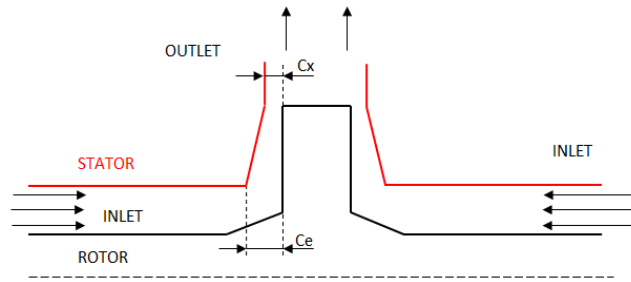 OUTLET
Cx
STATOR
INLET
INLET
Ce
ROTOR